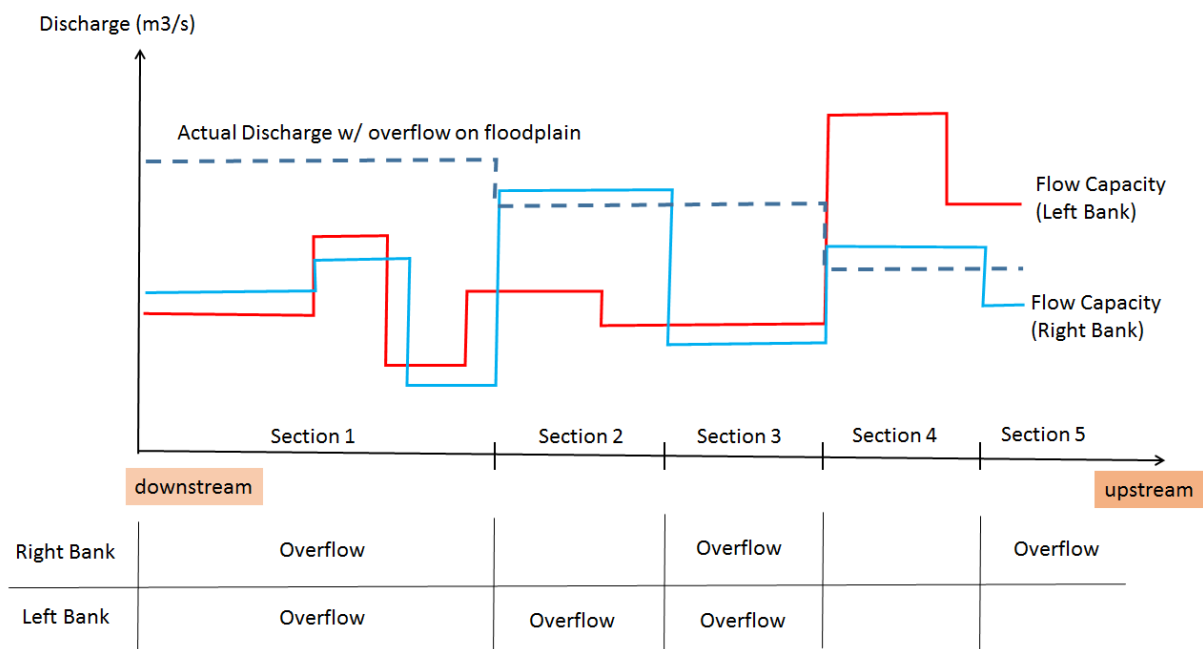 Discharge (m3/s)
Actual Discharge w/ overflow on floodplain
Flow Capacity
(Left Bank)
Flow Capacity
(Right Bank)
Section 1
Section 2
Section 3
Section 4
Section 5
downstream
upstream
Right Bank
Overflow
Overflow
Overflow
Left Bank
Overflow
Overflow
Overflow